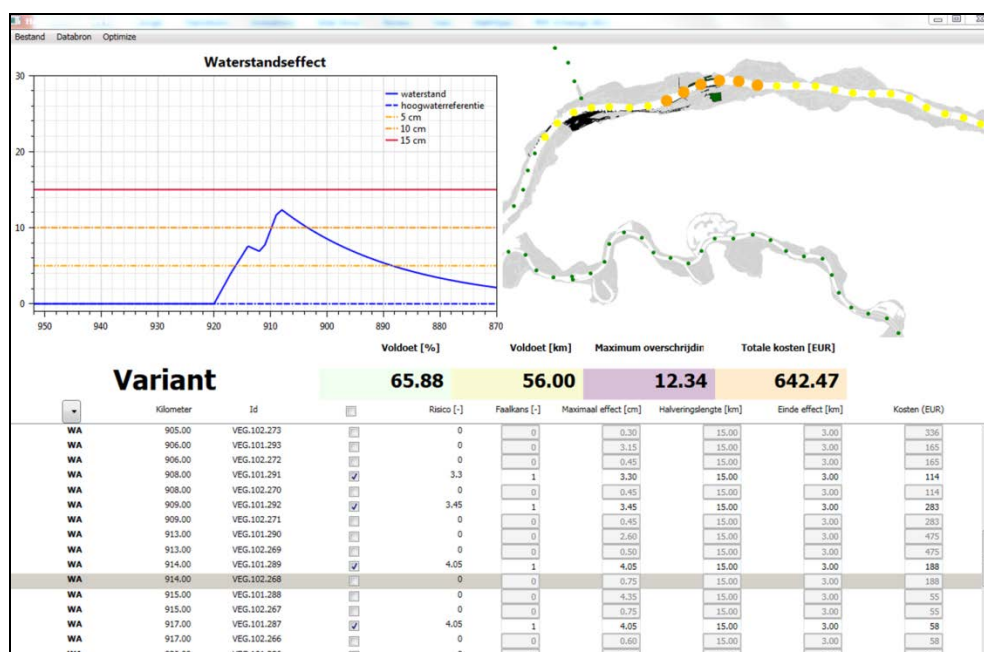 Bestand Databron Optimize
Waterstandseffect
30
20
10
0
waterstand
hoogwaterreferentie
5 cm
10 cm
15 cm
950 940 930 920 910 900 890 880 870
Voldoet [%] Voldoet [km] Maximum overschrijdin Totale kosten [EUR]
Variant 65.88 56.00 12.34 642.47
Kilometer Id Risico [-] Faalkans [-] Maximaal effect [cm] Halveringslengte [km] Einde effect [km] Kosten (EUR)
WA 905.00 VEG.102.273 0 0 0.30 15.00 3.00 336
WA 906.00 VEG.101.293 0 0 3.15 15.00 3.00 165
WA 906.00 VEG.102.272 0 0 0.45 15.00 3.00 165
WA 908.00 VEG.101.291 3.3 1 3.30 15.00 3.00 114
WA 908.00 VEG.102.270 0 0 0.45 15.00 3.00 114
WA 909.00 VEG.101.292 3.45 1 3.45 15.00 3.00 283
WA 909.00 VEG.102.271 0 0 0.45 15.00 3.00 283
WA 913.00 VEG.101.290 0 0 2.60 15.00 3.00 475
WA 913.00 VEG.102.269 0 0 0.50 15.00 3.00 475
WA 914.00 VEG.101.289 4.05 1 4.05 15.00 3.00 188
WA 914.00 VEG.102.268 0 0 0.75 15.00 3.00 188
WA 915.00 VEG.101.288 0 0 4.35 15.00 3.00 55
WA 915.00 VEG.102.267 0 0 0.75 15.00 3.00 55
WA 917.00 VEG.101.287 4.05 1 4.05 15.00 3.00 58
WA 917.00 VEG.102.266 0 0 0.60 15.00 3.00 58